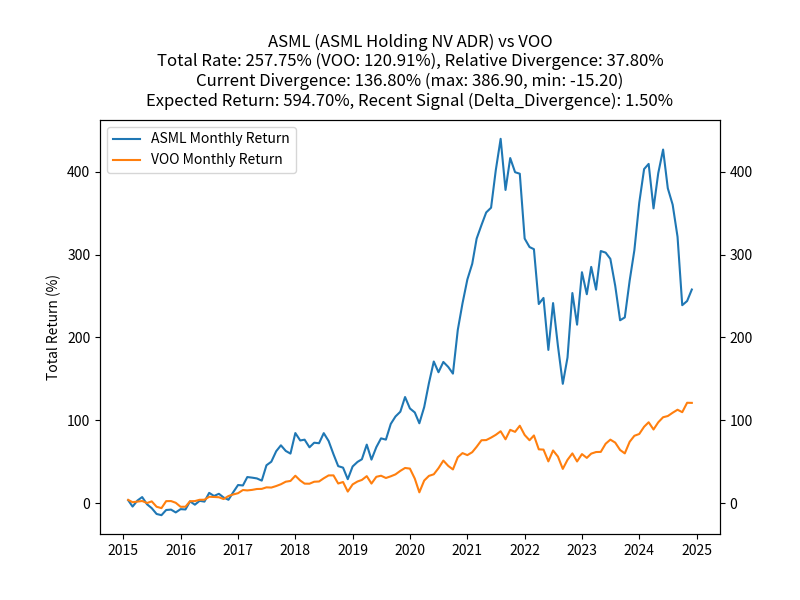 ASML (ASML Holding NV ADR) vs VOO
Total Rate: 257.75% (VOO: 120.91%), Relative Divergence: 37.80%
Current Divergence: 136.80% (max: 386.90, min: -15.20)
Expected Return: 594.70%, Recent Signal (Delta_Divergence): 1.50%
ASML Monthly Return
VOO Monthly Return
Total Return (%)
400
300
200
100
0
400
300
200
100
0
2015 2016 2017 2018 2019 2020 2021 2022 2023 2024 2025